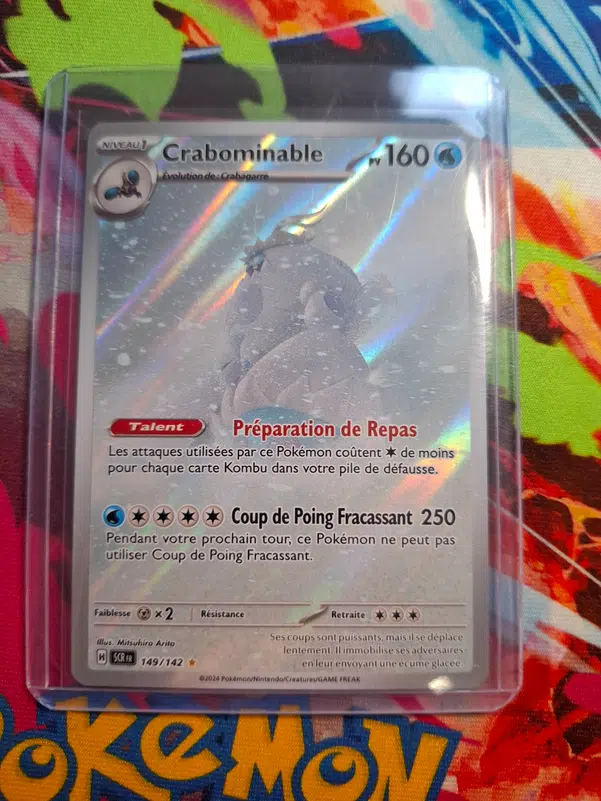 NIVEAU 1
Crabominable
PV 160
Évolution de : Crabagarre
Talent Préparation de Repas
Les attaques utilisées par ce Pokémon coûtent de moins
pour chaque carte Kombu dans votre pile de défausse.
Coup de Poing Fracassant 250
Pendant votre prochain tour, ce Pokémon ne peut pas
utiliser Coup de Poing Fracassant.
Faiblesse ×2 Résistance Retraite
Illus. Mitsuhiro Arita
Ses coups sont puissants, mais il se déplace
lentement. Il immobilise ses adversaires
en leur envoyant une écume glacée.
H SCR FR 149/142
©2024 Pokémon/Nintendo/Creatures/GAME FREAK
POKéMON